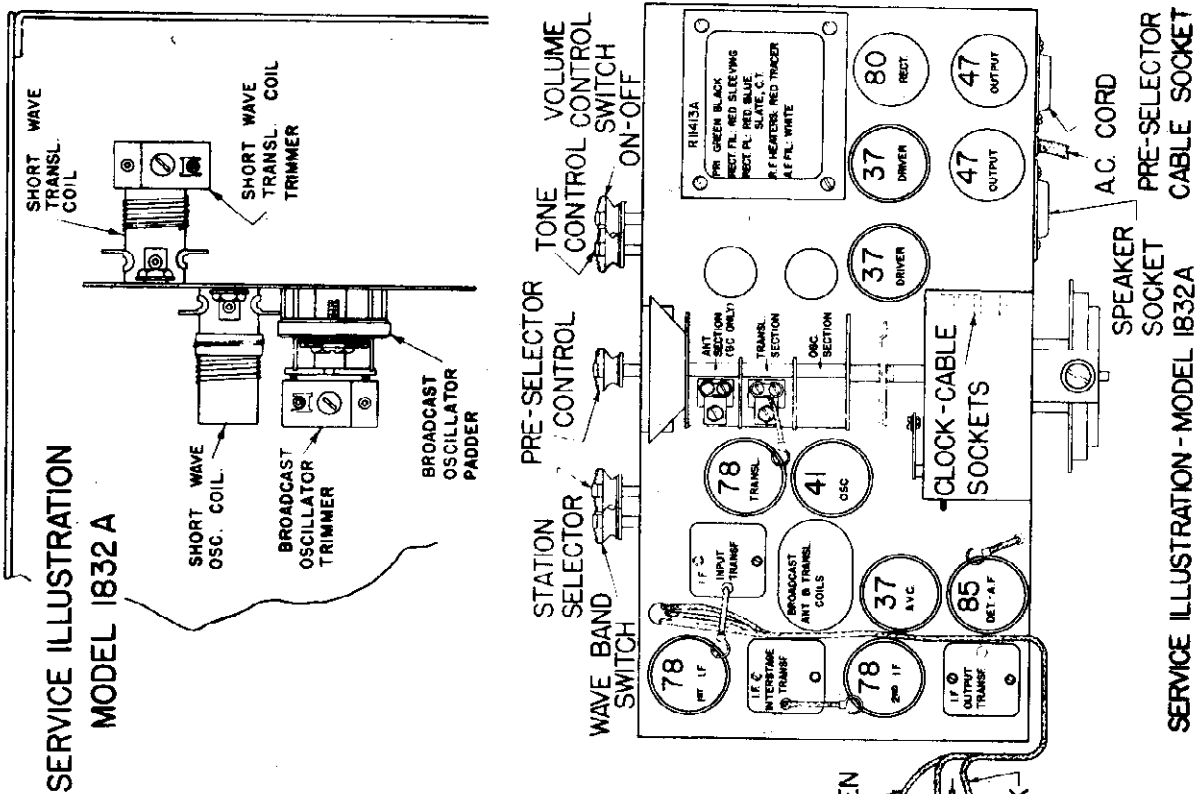 SERVICE ILLUSTRATION
MODEL 1832A
SHORT WAVE
TRANSL.
COIL
SHORT WAVE
TRANSL. COIL
TRIMMER
SHORT WAVE
OSC. COIL.
BROADCAST
OSCILLATOR
TRIMMER
BROADCAST
OSCILLATOR
PADDER
WAVE BAND
SWITCH
STATION
SELECTOR
PRE-SELECTOR
CONTROL
TONE
CONTROL
VOLUME
CONTROL
SWITCH
ON-OFF
R11413A
PRI GREEN BLACK
RECT FIL: RED SLEEVING
RECT PL: RED BLUE
SLATE, C.T.
R.F HEATERS: RED TRACER
A.F FIL: WHITE
78
1ST I.F
I.F
INPUT
TRANSF
78
TRANSL.
ANT
SECTION
(BC ONLY)
TRANSL.
SECTION
OSC.
SECTION
80
RECT.
I.F
INTERSTAGE
TRANSF
BROADCAST
ANT & TRANSL.
COILS
41
OSC
37
DRIVER
37
DRIVER
47
OUTPUT
47
OUTPUT
78
2ND I.F
37
A.V.C.
I.F
OUTPUT
TRANSF
85
DET-A.F
CLOCK-CABLE
SOCKETS
SPEAKER
SOCKET
A.C. CORD
PRE-SELECTOR
CABLE SOCKET
EN
K
SERVICE ILLUSTRATION-MODEL 1832A